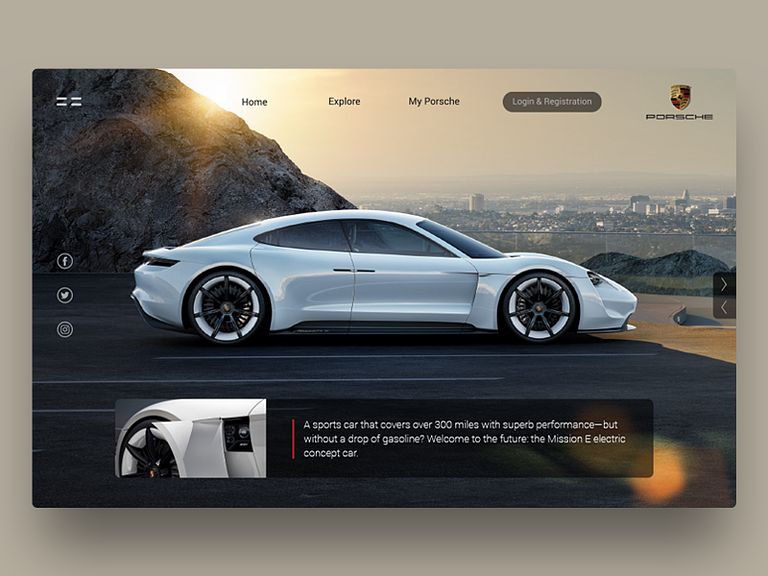 Home
Explore
My Porsche
Login & Registration
PORSCHE
A sports car that covers over 300 miles with superb performance—but
without a drop of gasoline? Welcome to the future: the Mission E electric
concept car.